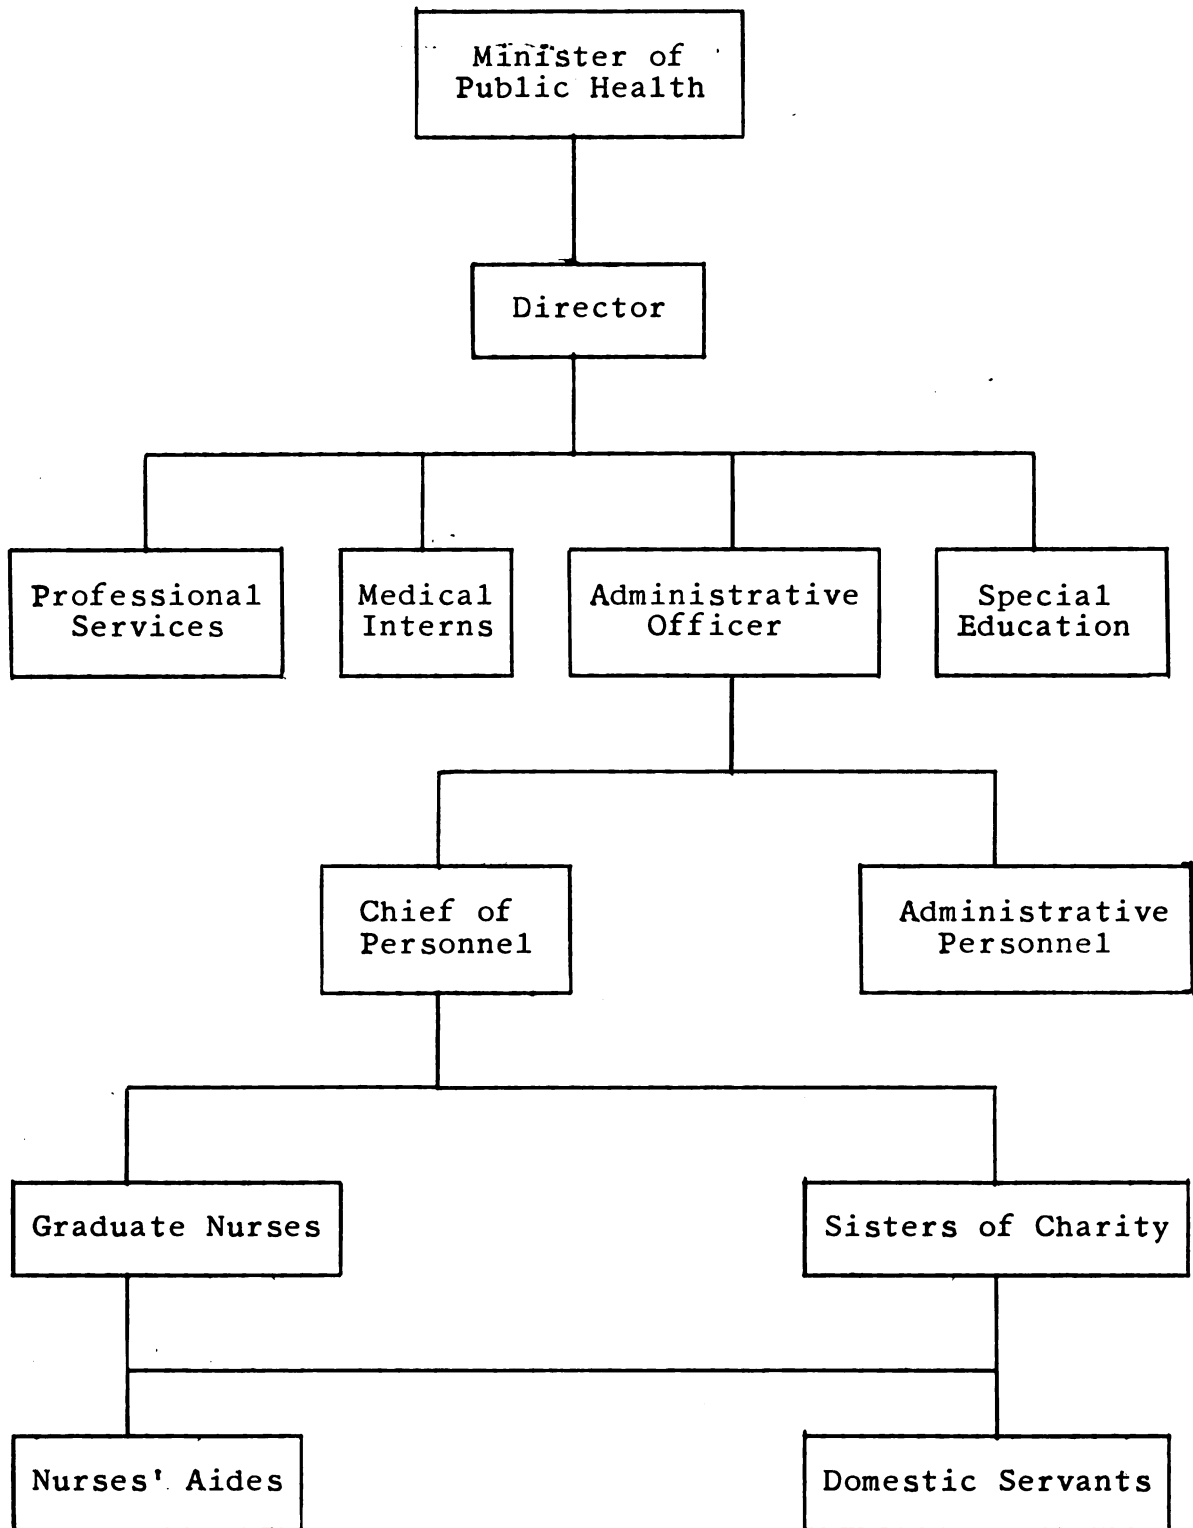 Minister of
Public Health
Director
Professional
Services
Medical
Interns
Administrative
Officer
Special
Education
Chief of
Personnel
Administrative
Personnel
Graduate Nurses
Sisters of Charity
Nurses' Aides
Domestic Servants